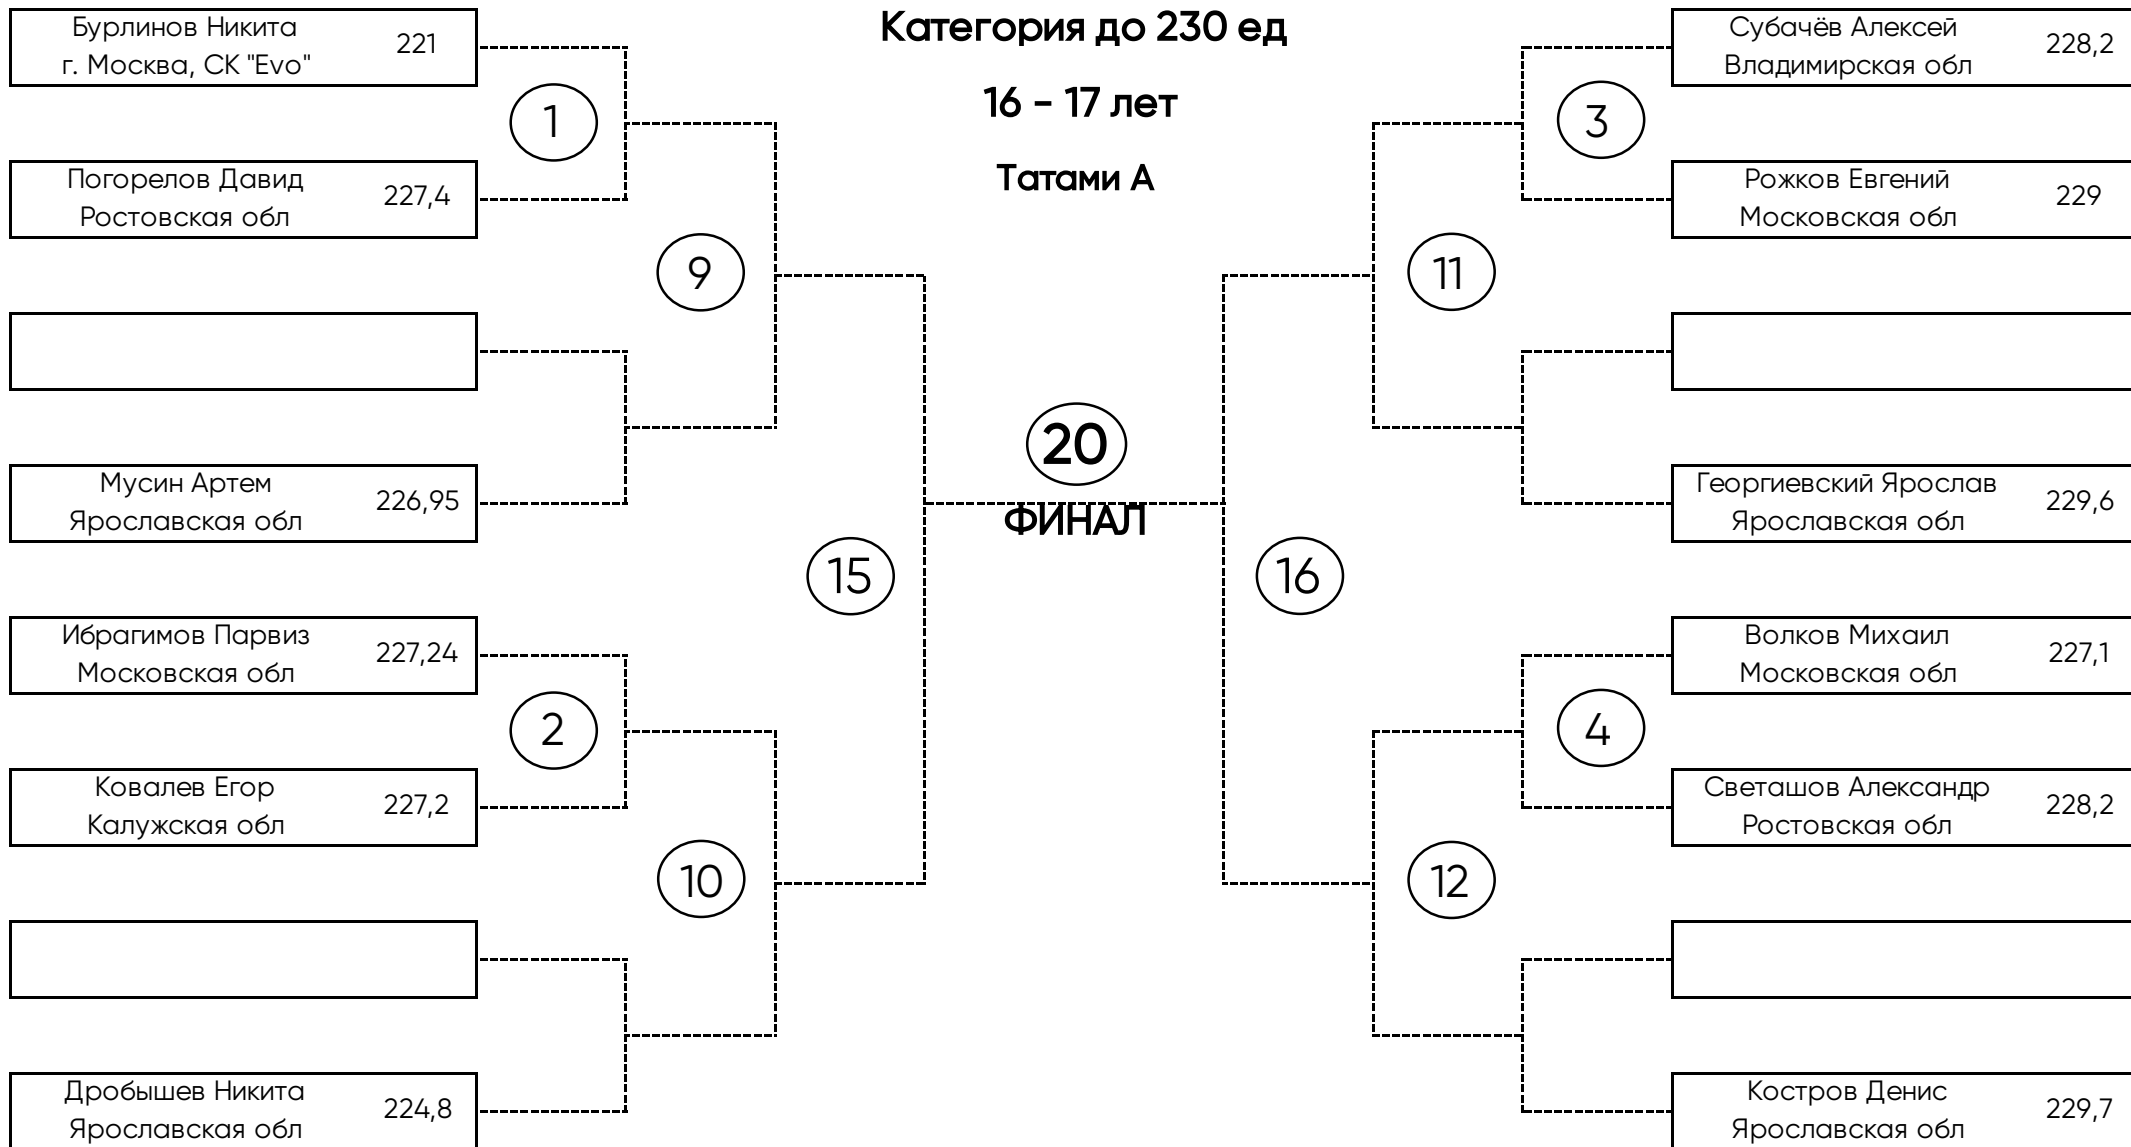 Категория до 230 ед
16 - 17 лет
Татами А
Бурлинов Никита
г. Москва, СК "Evo"
221
Погорелов Давид
Ростовская обл
227,4
Мусин Артем
Ярославская обл
226,95
Ибрагимов Парвиз
Московская обл
227,24
Ковалев Егор
Калужская обл
227,2
Дробышев Никита
Ярославская обл
224,8
1
2
9
10
15
20
ФИНАЛ
16
11
12
3
4
Субачёв Алексей
Владимирская обл
228,2
Рожков Евгений
Московская обл
229
Георгиевский Ярослав
Ярославская обл
229,6
Волков Михаил
Московская обл
227,1
Светашов Александр
Ростовская обл
228,2
Костров Денис
Ярославская обл
229,7